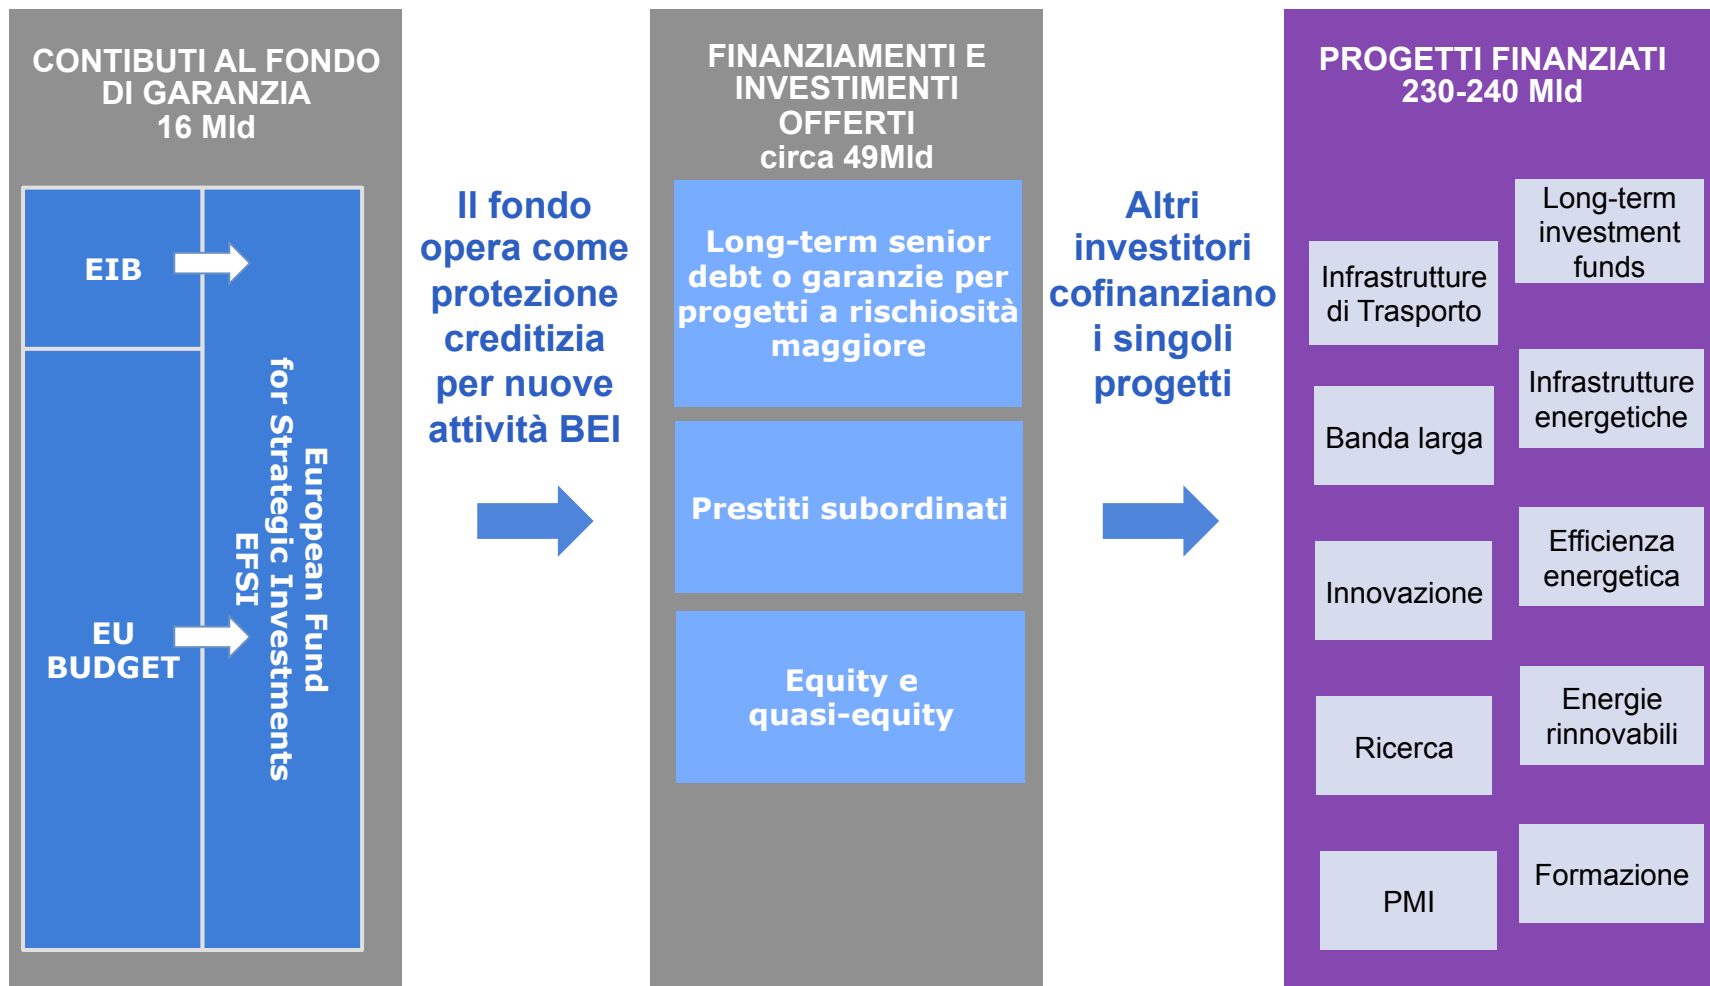 CONTIBUTI AL FONDO
DI GARANZIA
16 Mld
EIB
EU
BUDGET
European Fund
for Strategic Investments
EFSI
Il fondo
opera come
protezione
creditizia
per nuove
attività BEI
FINANZIAMENTI E
INVESTIMENTI
OFFERTI
circa 49Mld
Long-term senior
debt o garanzie per
progetti a rischiosità
maggiore
Prestiti subordinati
Equity e
quasi-equity
Altri
investitori
cofinanziano
i singoli
progetti
PROGETTI FINANZIATI
230-240 Mld
Long-term
investment
funds
Infrastrutture
di Trasporto
Infrastrutture
energetiche
Banda larga
Efficienza
energetica
Innovazione
Energie
rinnovabili
Ricerca
Formazione
PMI